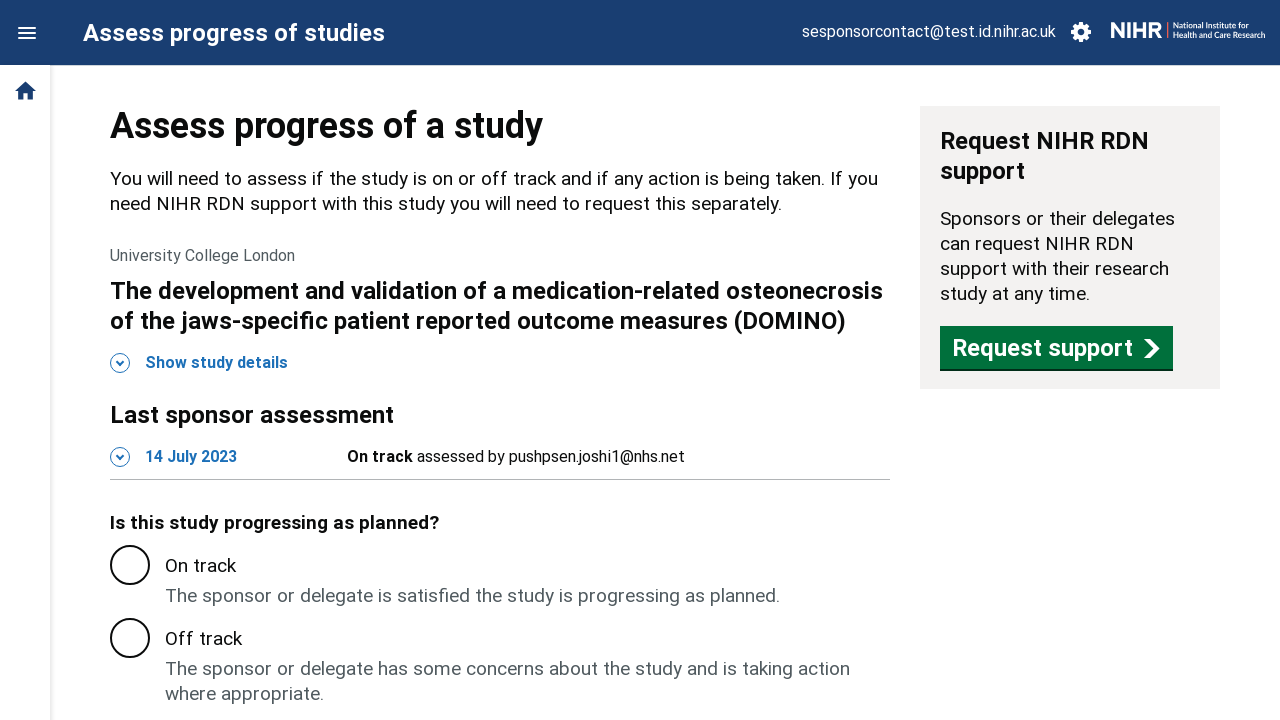 Assess progress of studies
sesponsorcontact@test.id.nihr.ac.uk
NIHR | National Institute for
Health and Care Research
Assess progress of a study
You will need to assess if the study is on or off track and if any action is being taken. If you
need NIHR RDN support with this study you will need to request this separately.
University College London
The development and validation of a medication-related osteonecrosis
of the jaws-specific patient reported outcome measures (DOMINO)
Show study details
Last sponsor assessment
14 July 2023
On track assessed by pushpsen.joshi1@nhs.net
Is this study progressing as planned?
On track
The sponsor or delegate is satisfied the study is progressing as planned.
Off track
The sponsor or delegate has some concerns about the study and is taking action
where appropriate.
Request NIHR RDN
support
Sponsors or their delegates
can request NIHR RDN
support with their research
study at any time.
Request support